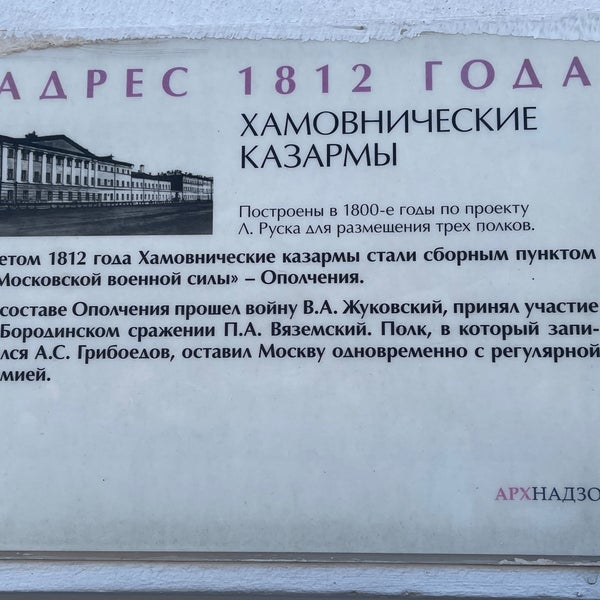 АДРЕС 1812 ГОДА
ХАМОВНИЧЕСКИЕ
КАЗАРМЫ
Построены в 1800-е годы по проекту
Л. Руска для размещения трех полков.
етом 1812 года Хамовнические казармы стали сборным пунктом
Московской военной силы» – Ополчения.
составе Ополчения прошел войну В.А. Жуковский, принял участие
Бородинском сражении П.А. Вяземский. Полк, в который запи-
лся А.С. Грибоедов, оставил Москву одновременно с регулярной
мией.
АРХНАДЗО